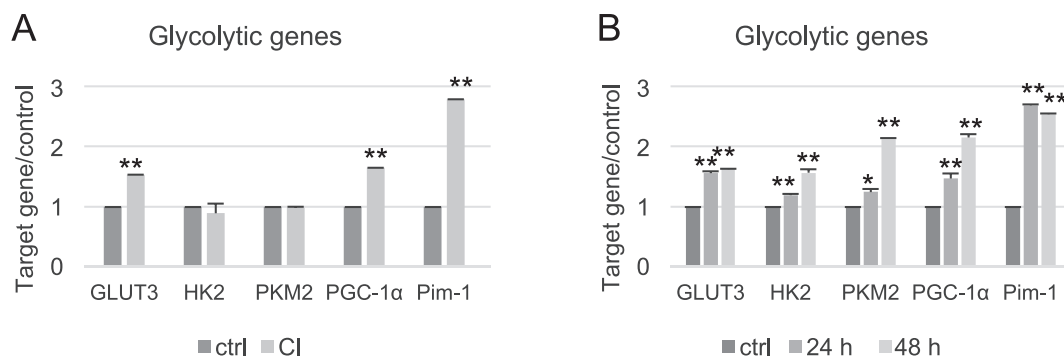 A
Glycolytic genes
Target gene/control
3
**
2
**
**
1
0
GLUT3 HK2 PKM2 PGC-1α Pim-1
ctrl CI
B
Glycolytic genes
Target gene/control
3
** **
2
** **
** ** ** **
** *
1
0
GLUT3 HK2 PKM2 PGC-1α Pim-1
ctrl 24 h 48 h